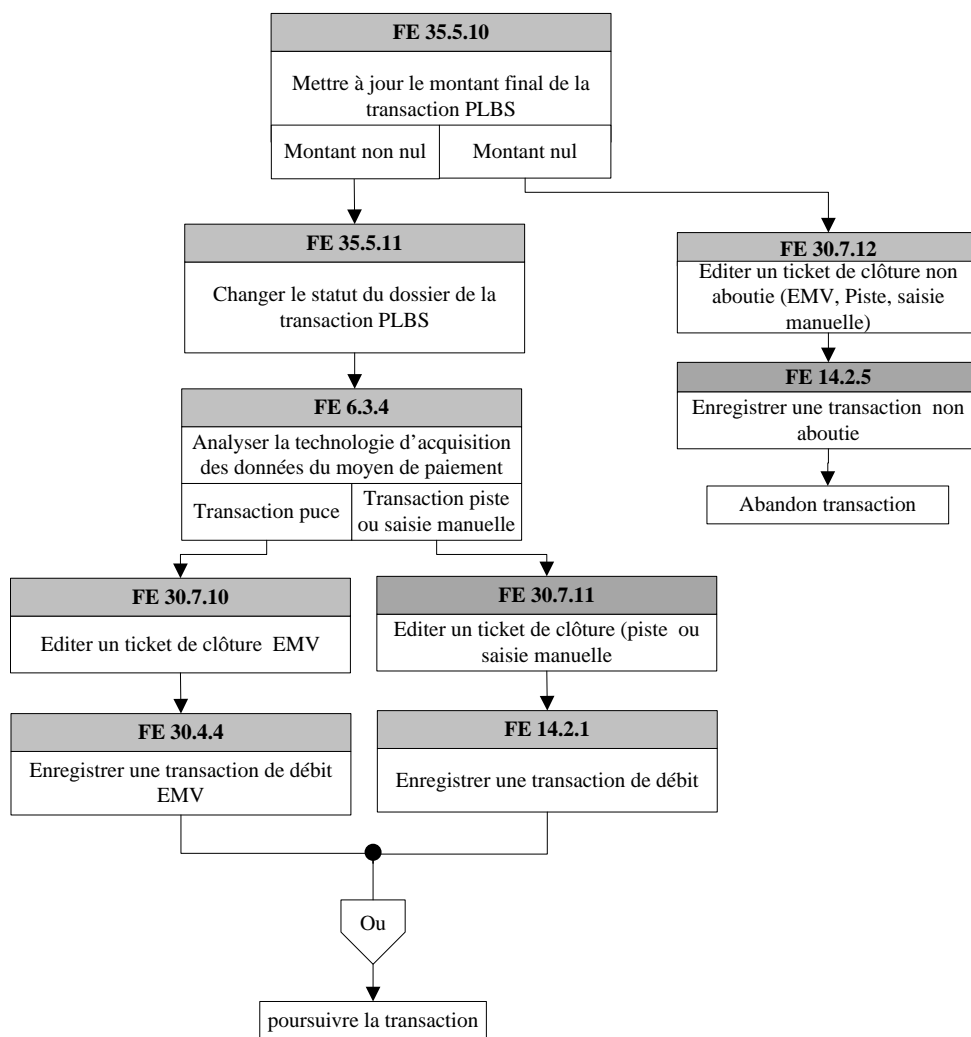 FE 35.5.10
Mettre à jour le montant final de la
transaction PLBS
Montant non nul
Montant nul
FE 35.5.11
Changer le statut du dossier de la
transaction PLBS
FE 30.7.12
Editer un ticket de clôture non
aboutie (EMV, Piste, saisie
manuelle)
FE 14.2.5
Enregistrer une transaction non
aboutie
Abandon transaction
FE 6.3.4
Analyser la technologie d’acquisition
des données du moyen de paiement
Transaction puce
Transaction piste
ou saisie manuelle
FE 30.7.10
Editer un ticket de clôture EMV
FE 30.7.11
Editer un ticket de clôture (piste ou
saisie manuelle
FE 30.4.4
Enregistrer une transaction de débit
EMV
FE 14.2.1
Enregistrer une transaction de débit
Ou
poursuivre la transaction